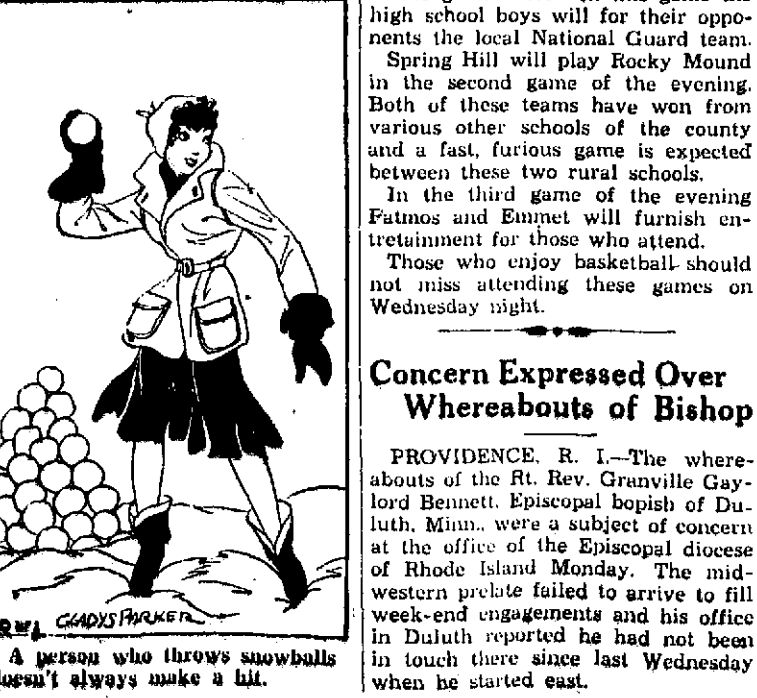 GLADYS PARKER
A person who throws snowballs
doesn't always make a hit.
high school boys will for their oppo-
nents the local National Guard team.
Spring Hill will play Rocky Mound
in the second game of the evening.
Both of these teams have won from
various other schools of the county
and a fast, furious game is expected
between these two rural schools.
In the third game of the evening
Patmos and Emmet will furnish en-
tretainment for those who attend.
Those who enjoy basketball should
not miss attending these games on
Wednesday night.
Concern Expressed Over
Whereabouts of Bishop
PROVIDENCE, R. I.—The where-
abouts of the Rt. Rev. Granville Gay-
lord Bennett, Episcopal bopish of Du-
luth, Minn., were a subject of concern
at the office of the Episcopal diocese
of Rhode Island Monday. The mid-
western prelate failed to arrive to fill
week-end engagements and his office
in Duluth reported he had not been
in touch there since last Wednesday
when he started east.